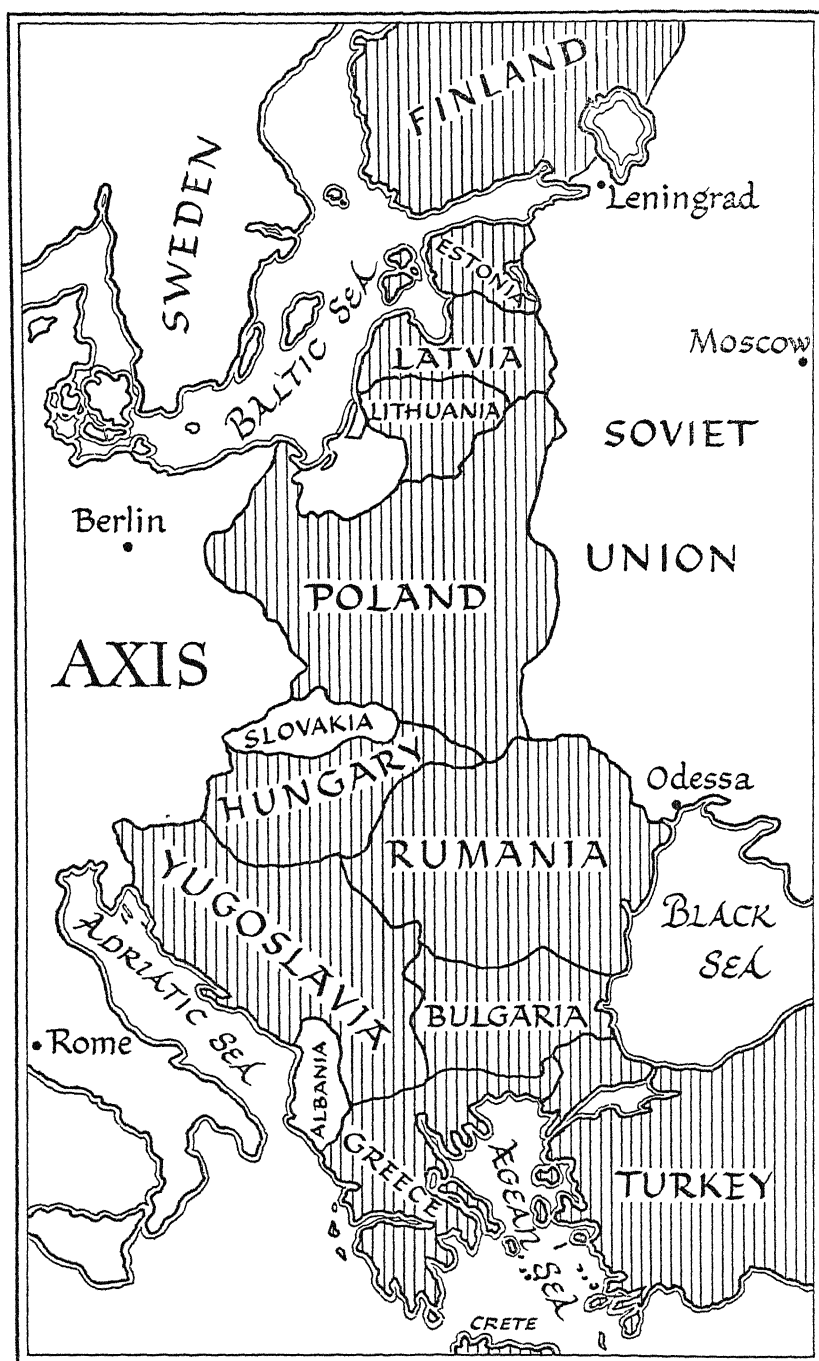 FINLAND
SWEDEN
Leningrad
ESTONIA
BALTIC SEA
LATVIA
Moscow
LITHUANIA
SOVIET
UNION
Berlin
POLAND
AXIS
SLOVAKIA
HUNGARY
Odessa
RUMANIA
YUGOSLAVIA
BLACK
SEA
ADRIATIC SEA
BULGARIA
Rome
ALBANIA
GREECE
ÆGEAN
SEA
TURKEY
CRETE